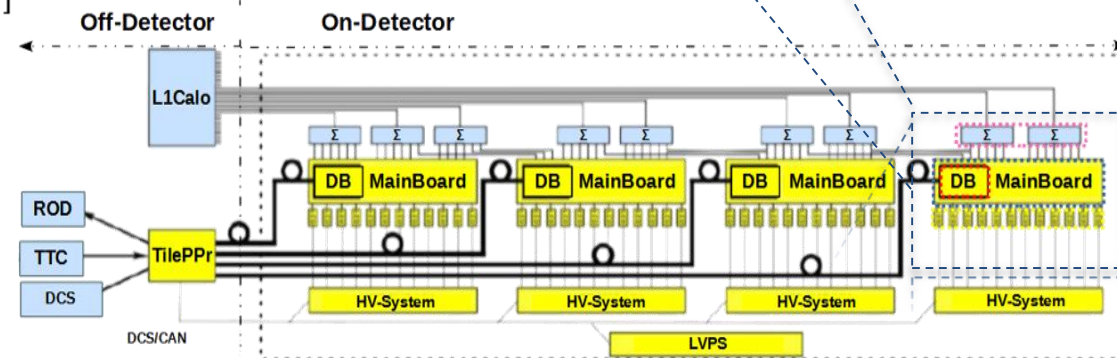 ]
Off-Detector
On-Detector
L1Calo
Σ Σ Σ Σ Σ Σ Σ Σ Σ
DB MainBoard DB MainBoard DB MainBoard DB MainBoard
ROD
TTC
TilePPr
DCS
HV-System HV-System HV-System HV-System
DCS/CAN
LVPS